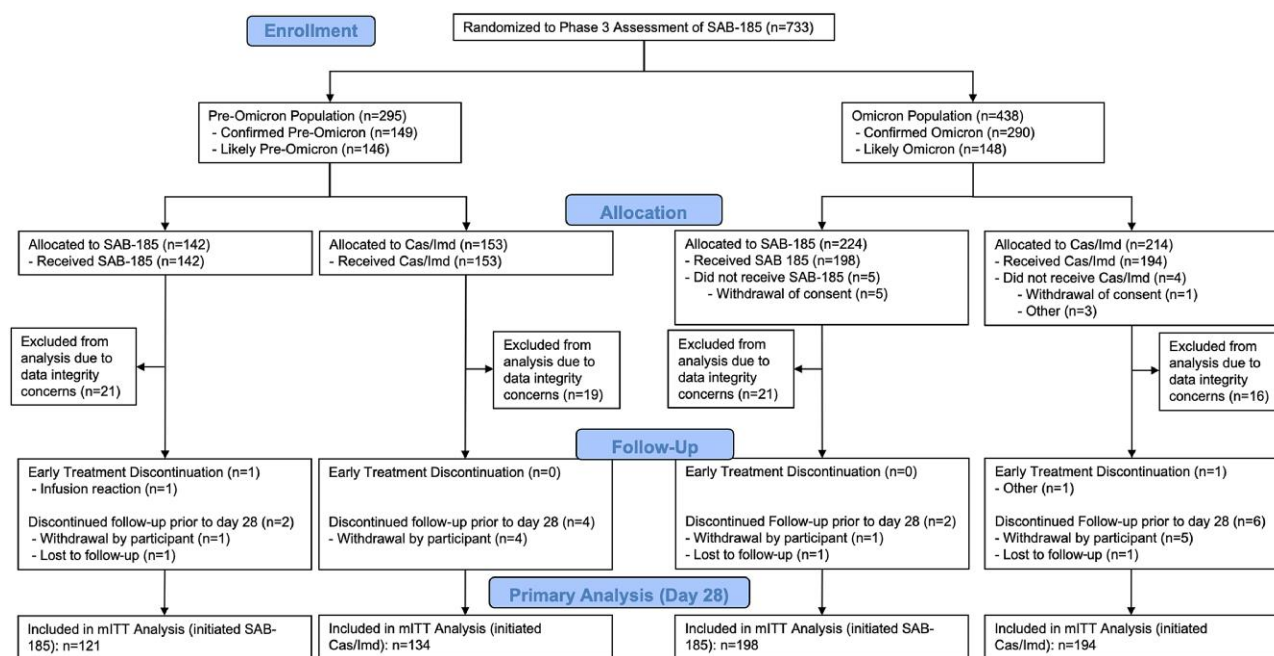 Enrollment
Randomized to Phase 3 Assessment of SAB-185 (n=733)
Pre-Omicron Population (n=295)
- Confirmed Pre-Omicron (n=149)
- Likely Pre-Omicron (n=146)
Omicron Population (n=438)
- Confirmed Omicron (n=290)
- Likely Omicron (n=148)
Allocation
Allocated to SAB-185 (n=142)
- Received SAB-185 (n=142)
Allocated to Cas/Imd (n=153)
- Received Cas/Imd (n=153)
Allocated to SAB-185 (n=224)
- Received SAB 185 (n=198)
- Did not receive SAB-185 (n=5)
- Withdrawal of consent (n=5)
Allocated to Cas/Imd (n=214)
- Received Cas/Imd (n=194)
- Did not receive Cas/Imd (n=4)
- Withdrawal of consent (n=1)
- Other (n=3)
Excluded from
analysis due to
data integrity
concerns (n=21)
Excluded from
analysis due to
data integrity
concerns (n=19)
Excluded from
analysis due to
data integrity
concerns (n=21)
Excluded from
analysis due to
data integrity
concerns (n=16)
Follow-Up
Early Treatment Discontinuation (n=1)
- Infusion reaction (n=1)
Discontinued follow-up prior to day 28 (n=2)
- Withdrawal by participant (n=1)
- Lost to follow-up (n=1)
Early Treatment Discontinuation (n=0)
Discontinued follow-up prior to day 28 (n=4)
- Withdrawal by participant (n=4)
Early Treatment Discontinuation (n=0)
Discontinued Follow-up prior to day 28 (n=2)
- Withdrawal by participant (n=1)
- Lost to follow-up (n=1)
Early Treatment Discontinuation (n=1)
- Other (n=1)
Discontinued Follow-up prior to day 28 (n=6)
- Withdrawal by participant (n=5)
- Lost to follow-up (n=1)
Primary Analysis (Day 28)
Included in mITT Analysis (initiated SAB-
185): n=121
Included in mITT Analysis (initiated
Cas/Imd): n=134
Included in mITT Analysis (initiated SAB-
185): n=198
Included in mITT Analysis (initiated
Cas/Imd): n=194